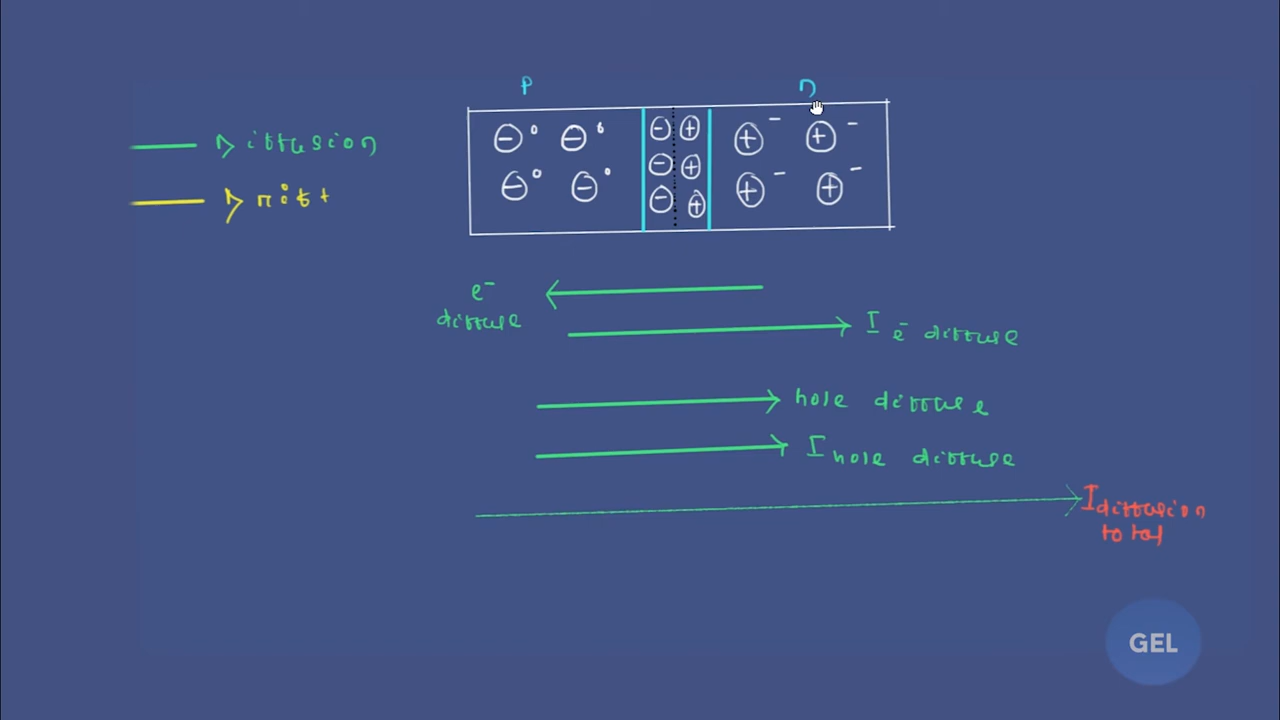 P
n
Diffusion
Drift
e⁻
diffuse
I e⁻ diffuse
hole diffuse
I hole diffuse
I diffusion
total
GEL